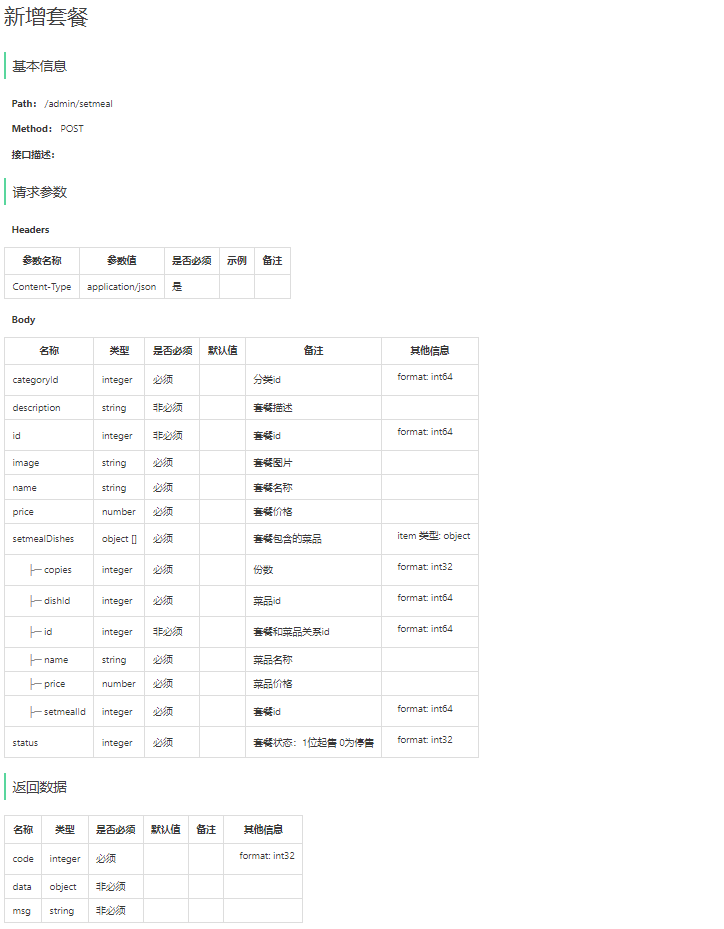 新增套餐
基本信息
Path： /admin/setmeal
Method： POST
接口描述：
请求参数
Headers
参数名称 参数值 是否必须 示例 备注
Content-Type application/json 是
Body
名称 类型 是否必须 默认值 备注 其他信息
categoryId integer 必须 分类id format: int64
description string 非必须 套餐描述
id integer 非必须 套餐id format: int64
image string 必须 套餐图片
name string 必须 套餐名称
price number 必须 套餐价格
setmealDishes object [] 必须 套餐包含的菜品 item 类型: object
├─ copies integer 必须 份数 format: int32
├─ dishId integer 必须 菜品id format: int64
├─ id integer 非必须 套餐和菜品关系id format: int64
├─ name string 必须 菜品名称
├─ price number 必须 菜品价格
├─ setmealId integer 必须 套餐id format: int64
status integer 必须 套餐状态：1位起售 0为停售 format: int32
返回数据
名称 类型 是否必须 默认值 备注 其他信息
code integer 必须 format: int32
data object 非必须
msg string 非必须